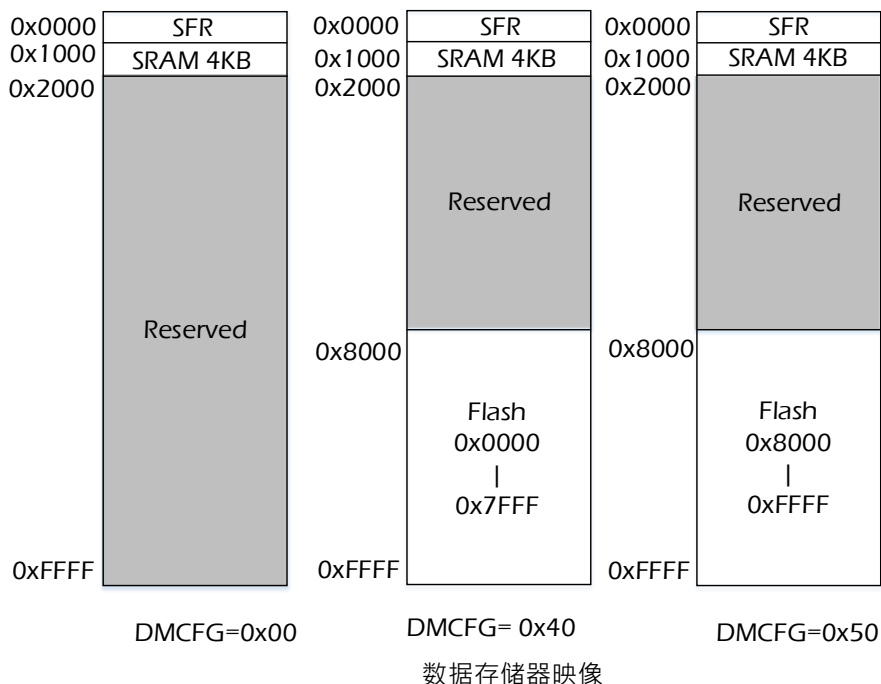 0x0000
SFR
0x1000
SRAM 4KB
0x2000
Reserved
0xFFFF
DMCFG=0x00
0x0000
SFR
0x1000
SRAM 4KB
0x2000
Reserved
0x8000
Flash
0x0000
|
0x7FFF
0xFFFF
DMCFG= 0x40
0x0000
SFR
0x1000
SRAM 4KB
0x2000
Reserved
0x8000
Flash
0x8000
|
0xFFFF
0xFFFF
DMCFG=0x50
数据存储器映像